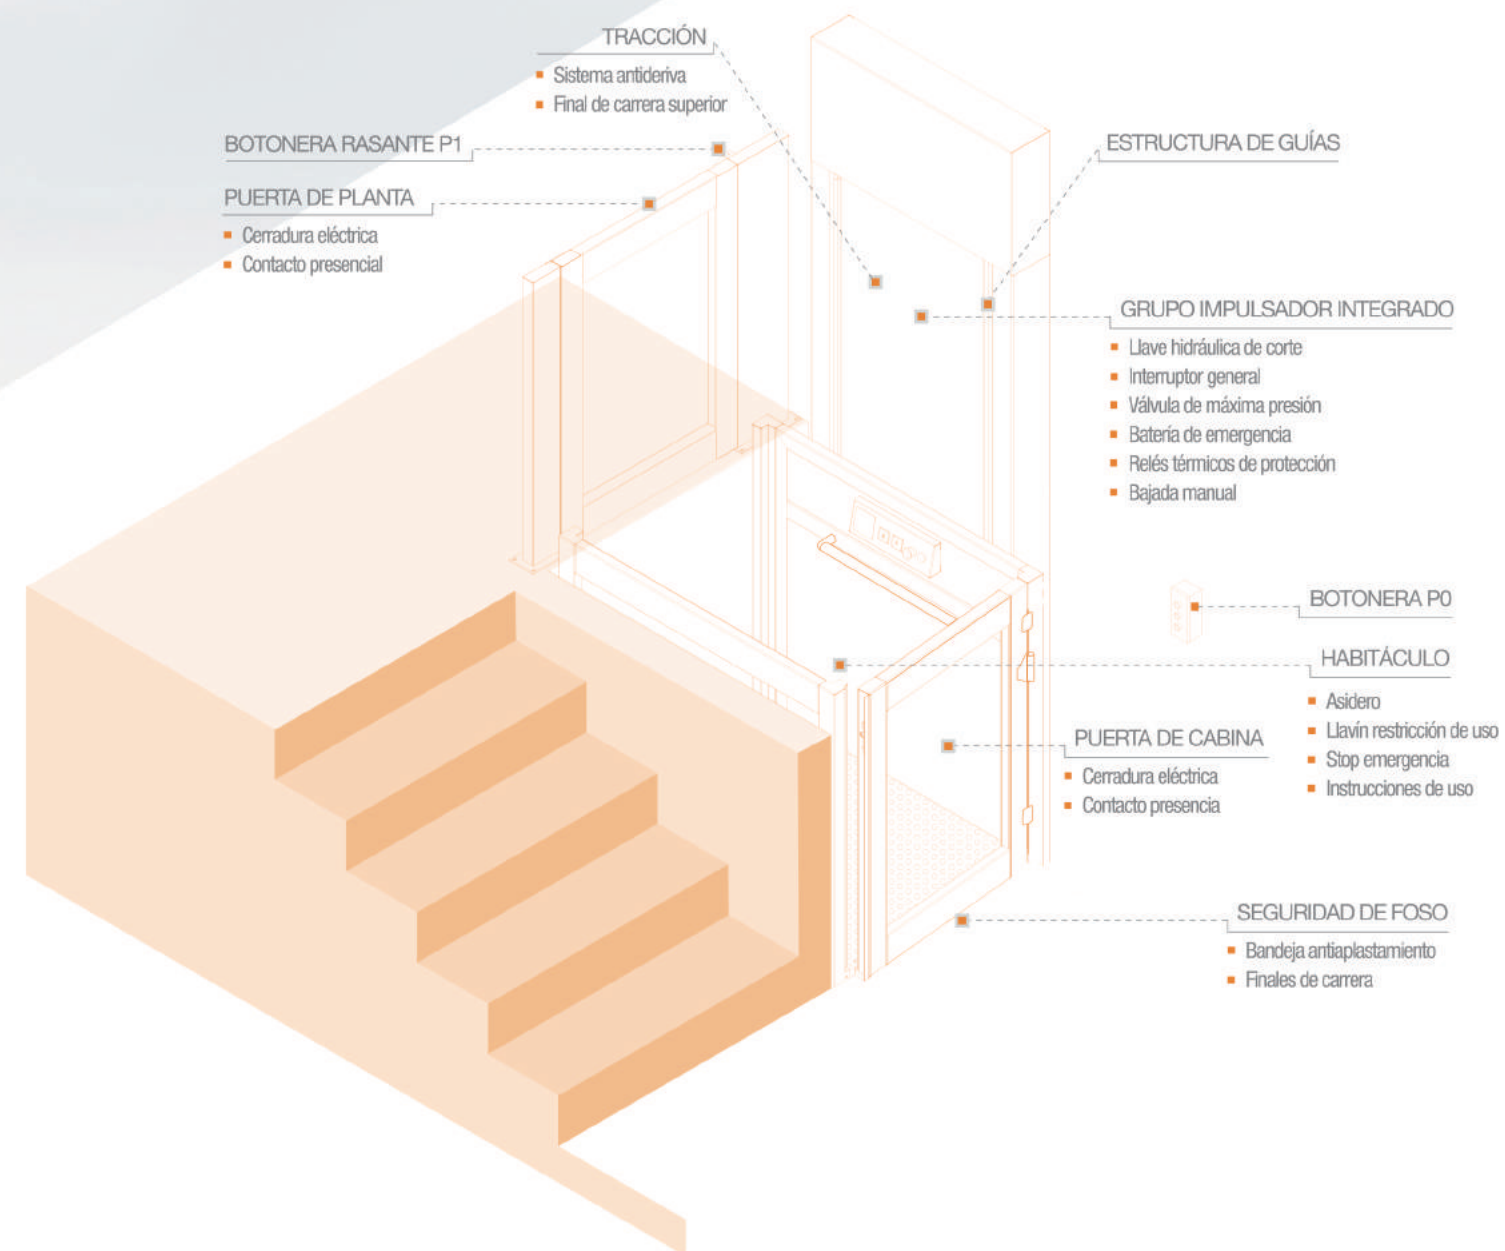 TRACCIÓN
Sistema antideriva
Final de carrera superior
BOTONERA RASANTE P1
PUERTA DE PLANTA
Cerradura eléctrica
Contacto presencial
ESTRUCTURA DE GUÍAS
GRUPO IMPULSADOR INTEGRADO
Llave hidráulica de corte
Interruptor general
Válvula de máxima presión
Batería de emergencia
Relés térmicos de protección
Bajada manual
BOTONERA P0
HABITÁCULO
Asidero
Llavín restricción de uso
Stop emergencia
Instrucciones de uso
PUERTA DE CABINA
Cerradura eléctrica
Contacto presencia
SEGURIDAD DE FOSO
Bandeja antiaplastamiento
Finales de carrera